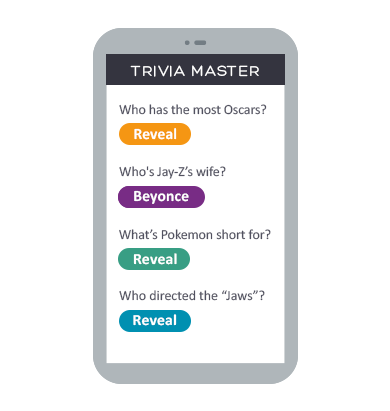 TRIVIA MASTER
Who has the most Oscars?
Reveal
Who's Jay-Z’s wife?
Beyonce
What’s Pokemon short for?
Reveal
Who directed the “Jaws”?
Reveal